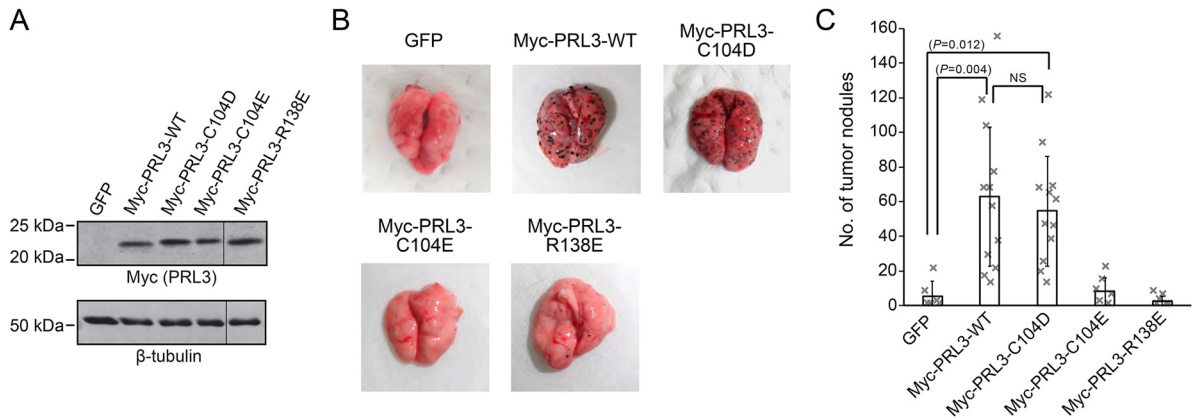 A
GFP
Myc-PRL3-WT
Myc-PRL3-C104D
Myc-PRL3-C104E
Myc-PRL3-R138E
25 kDa
20 kDa
Myc (PRL3)
50 kDa
β-tubulin
B
GFP
Myc-PRL3-WT
Myc-PRL3-
C104D
Myc-PRL3-
C104E
Myc-PRL3-
R138E
C
No. of tumor nodules
160
140
120
100
80
60
40
20
0
(P=0.012)
(P=0.004)
NS
GFP
Myc-PRL3-WT
Myc-PRL3-C104D
Myc-PRL3-C104E
Myc-PRL3-R138E